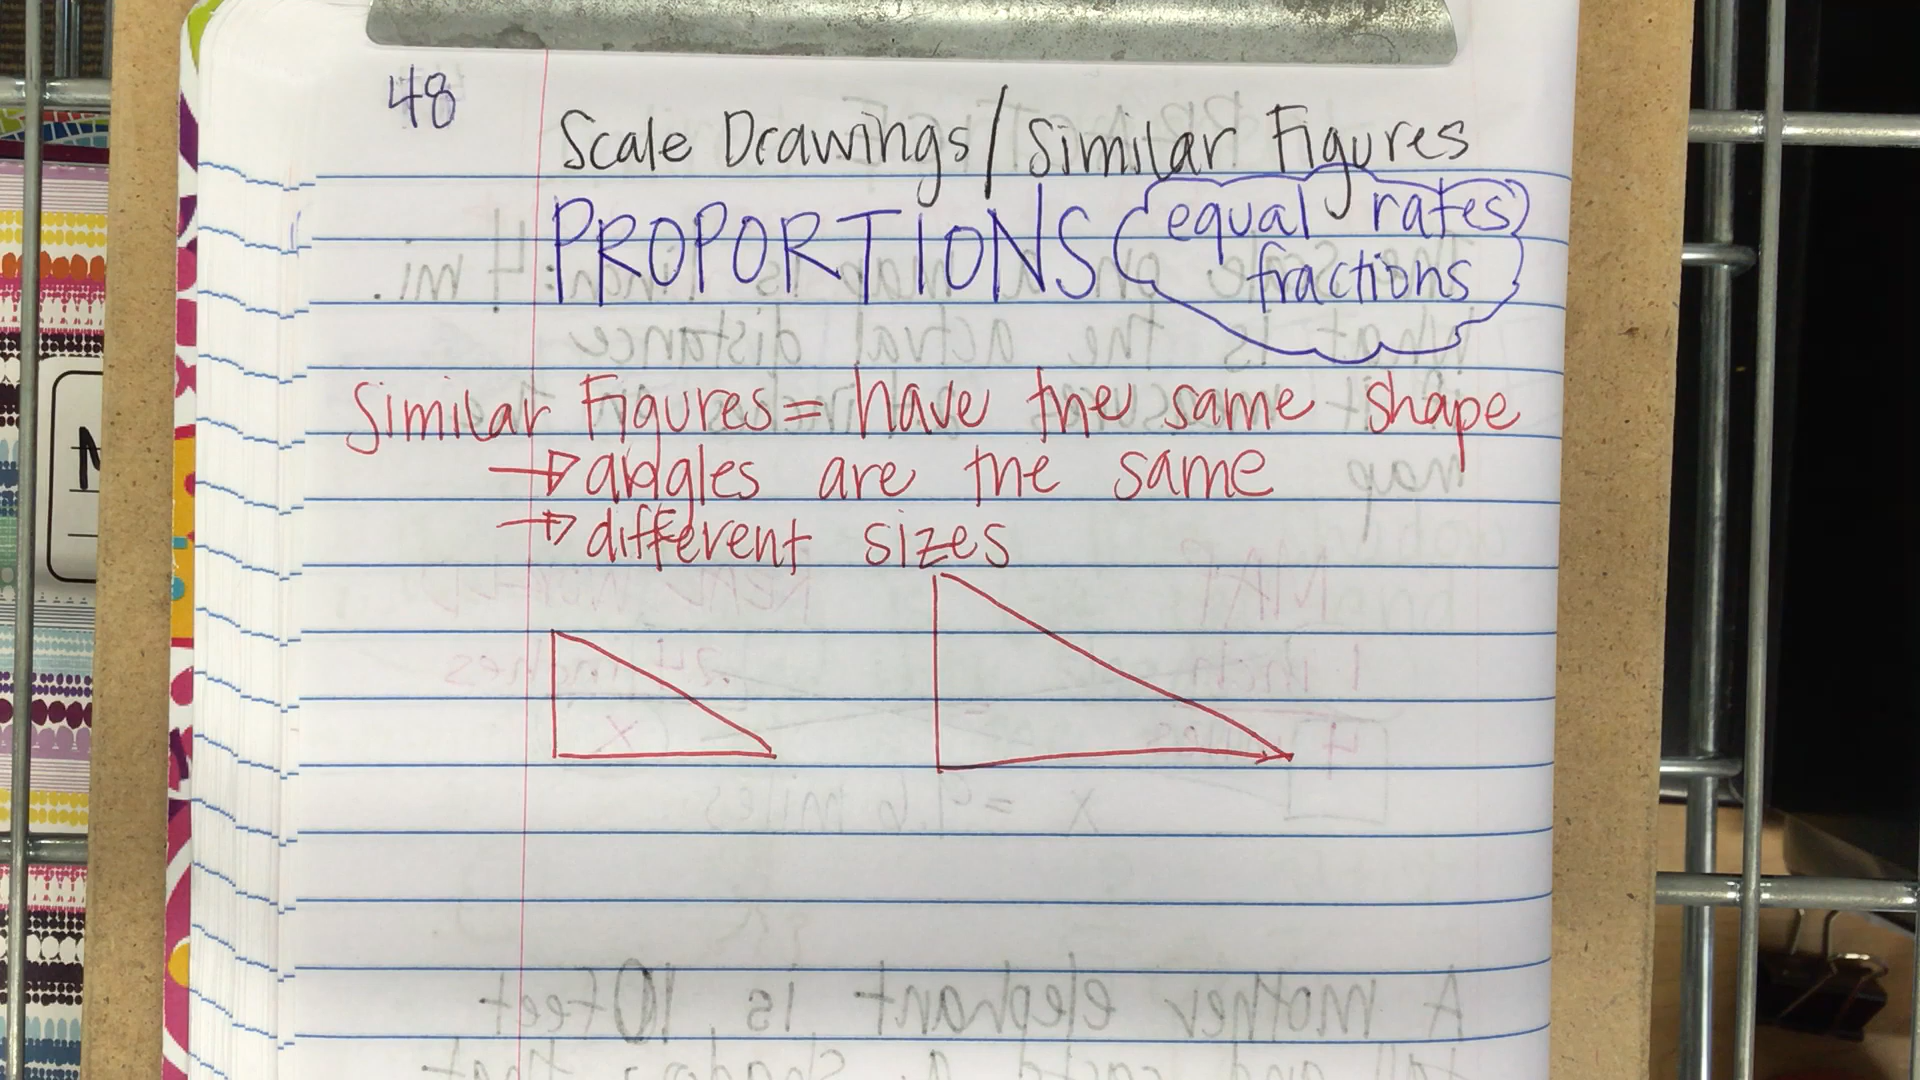 48
Scale Drawings/Similar Figures
PROPORTIONS (equal rates)
fractions
Similar Figures = have the same shape
→ angles are the same
→ different sizes